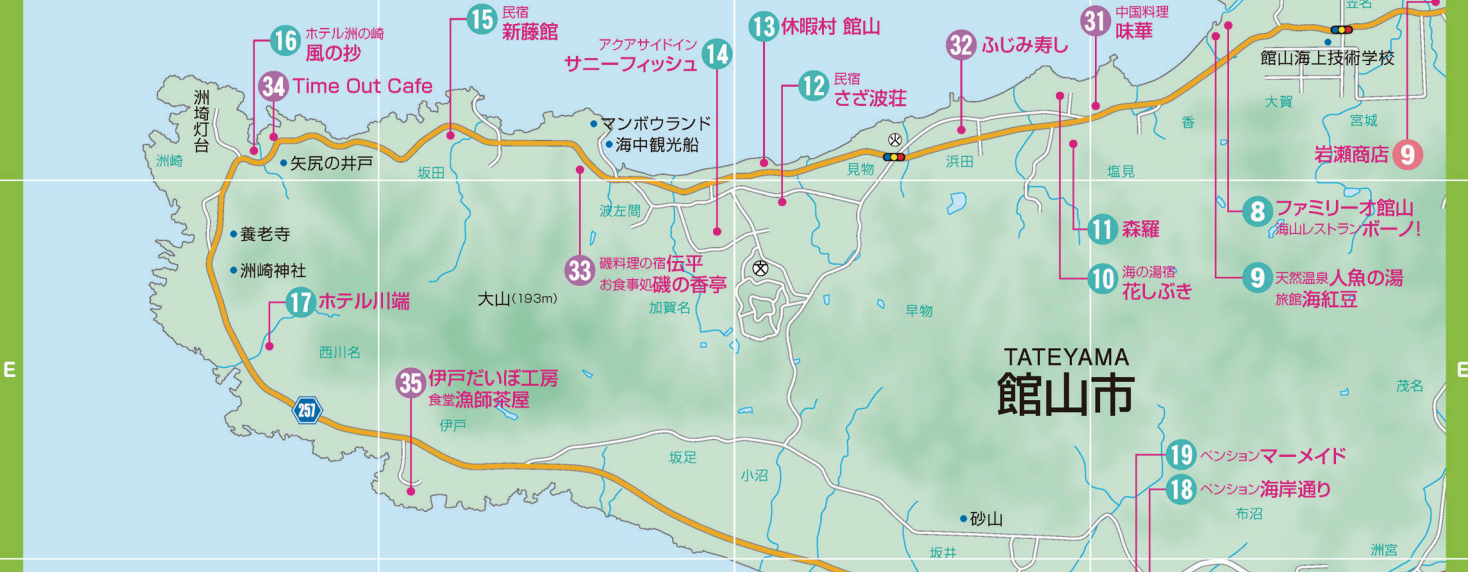 16
ホテル洲の崎
風の抄
15
民宿
新藤館
13
休暇村 館山
31
中国料理
味華
笠名
アクアサイドイン
サニーフィッシュ
14
32
ふじみ寿し
館山海上技術学校
34
Time Out Cafe
12
民宿
さざ波荘
大賀
洲埼灯台
マンボウランド
海中観光船
香
宮城
洲崎
矢尻の井戸
坂田
見物
浜田
塩見
岩瀬商店
9
波左間
養老寺
11
森羅
8
ファミリーオ館山
海山レストランボーノ!
洲崎神社
33
磯料理の宿伝平
お食事処磯の香亭
10
海の湯宿
花しぶき
9
天然温泉人魚の湯
旅館海紅豆
17
ホテル川端
大山(193m)
加賀名
早物
西川名
TATEYAMA
館山市
E
E
35
伊戸だいぼ工房
食堂漁師茶屋
茂名
257
伊戸
坂足
小沼
19
ペンションマーメイド
18
ペンション海岸通り
砂山
布沼
坂井
洲宮